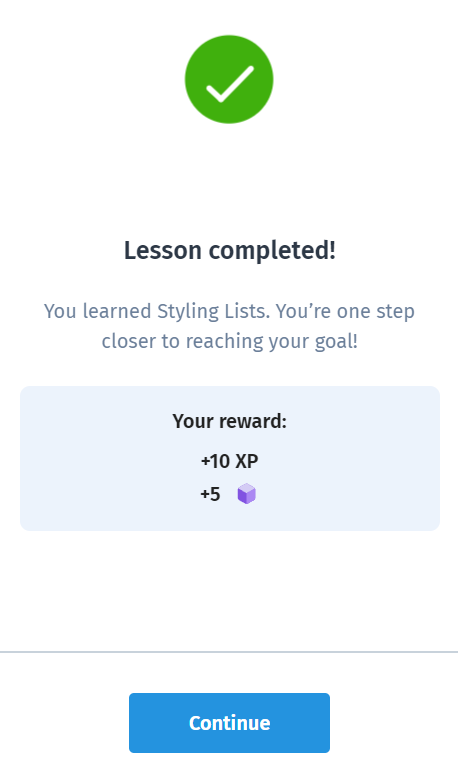 Lesson completed!
You learned Styling Lists. You’re one step
closer to reaching your goal!
Your reward:
+10 XP
+5
Continue